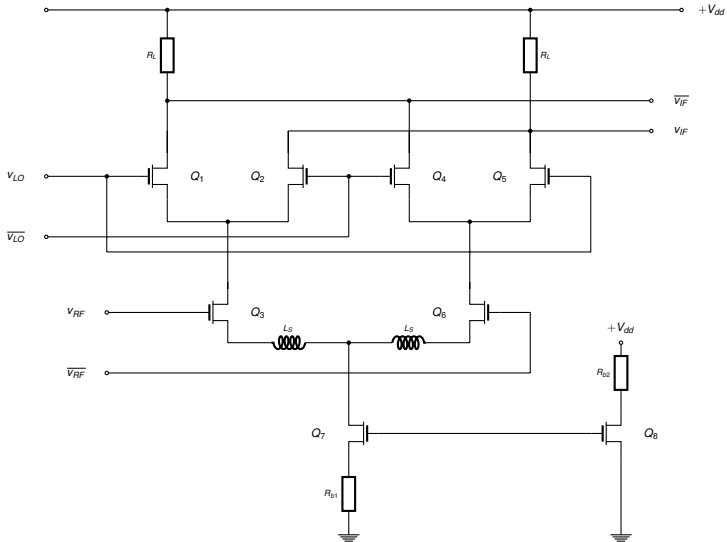 +V_dd
R_L R_L
\overline{v_IF}
v_IF
v_LO Q_1 Q_2 Q_4 Q_5
\overline{v_LO}
v_RF Q_3 Q_6
L_S L_S
+V_dd
\overline{v_RF}
R_b2
Q_7 Q_8
R_b1